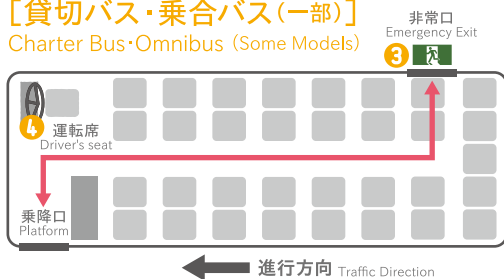 [貸切バス・乗合バス(一部)]
Charter Bus・Omnibus (Some Models)
非常口
Emergency Exit
3
4
運転席
Driver's seat
乗降口
Platform
進行方向 Traffic Direction